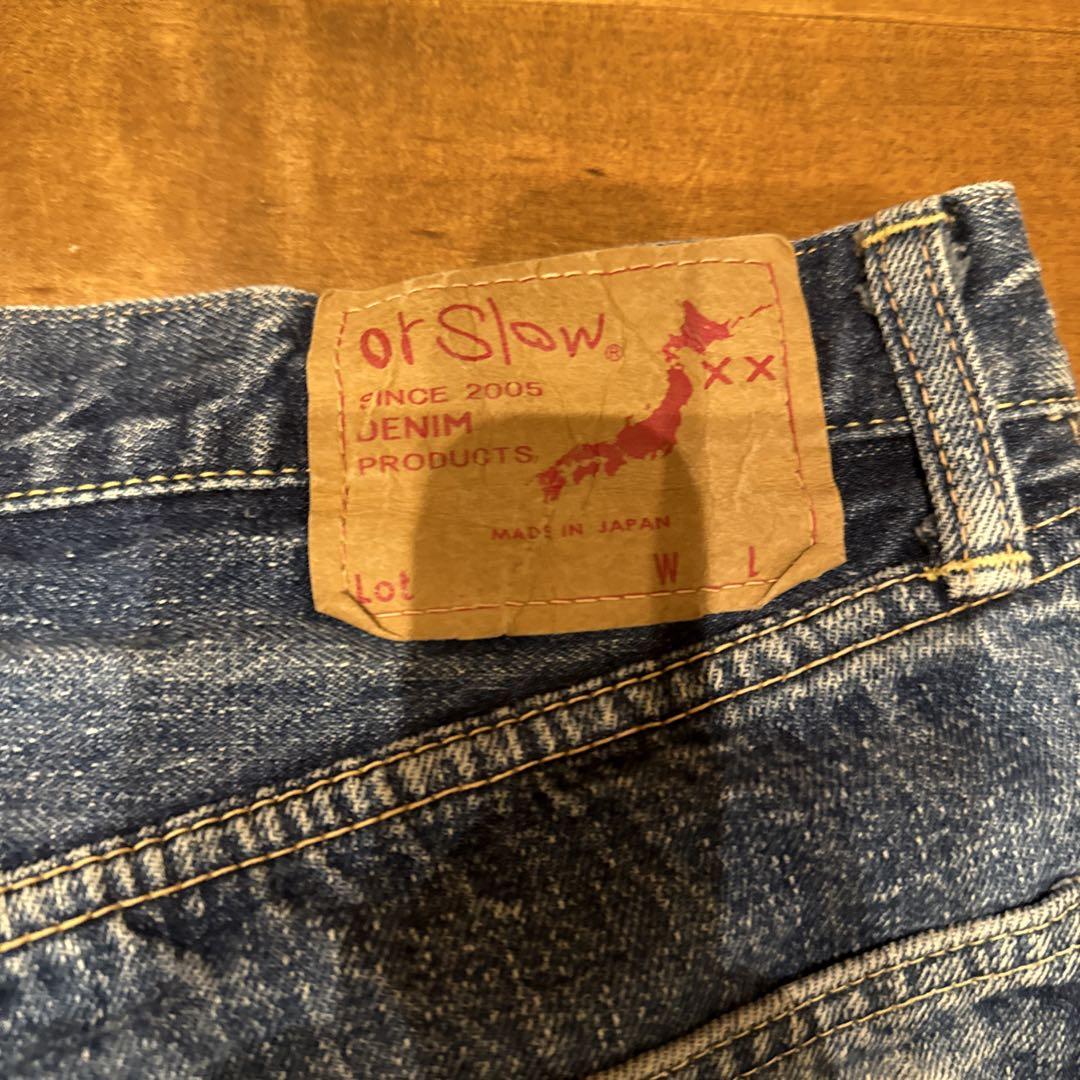 orSlow®
XX
SINCE 2005
DENIM
PRODUCTS
MADE IN JAPAN
Lot W L